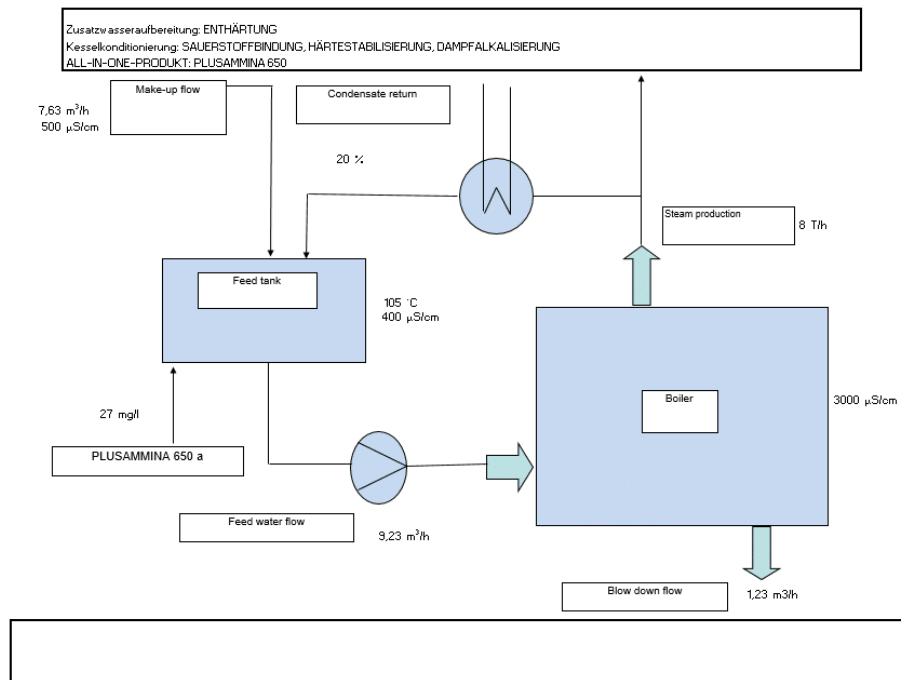 Zusatzwasseraufbereitung: ENTHÄRTUNG
Kesselkonditionierung: SAUERSTOFFBINDUNG, HÄRTESTABILISIERUNG, DAMPFALKALISIERUNG
ALL-IN-ONE-PRODUKT: PLUSAMMINA 650
Make-up flow
Condensate return
7,63 m³/h
500 µS/cm
20 %
Steam production
8 T/h
Feed tank
105 °C
400 µS/cm
Boiler
3000 µS/cm
27 mg/l
PLUSAMMINA 650 a
Feed water flow
9,23 m³/h
Blow down flow
1,23 m3/h